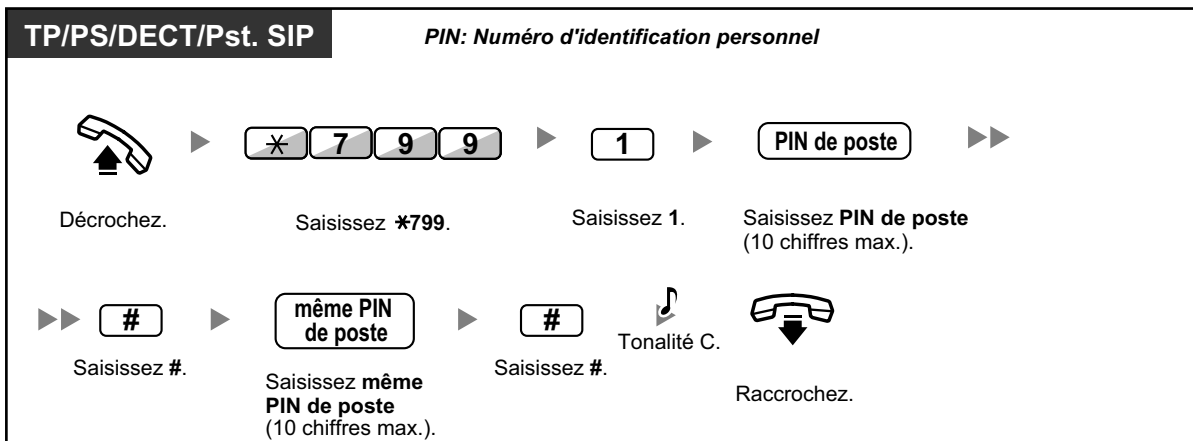 TP/PS/DECT/Pst. SIP
PIN: Numéro d'identification personnel
* 7 9 9
1
PIN de poste
Décrochez.
Saisissez *799.
Saisissez 1.
Saisissez PIN de poste
(10 chiffres max.).
#
même PIN
de poste
#
Tonalité C.
Saisissez #.
Saisissez même
PIN de poste
(10 chiffres max.).
Saisissez #.
Raccrochez.